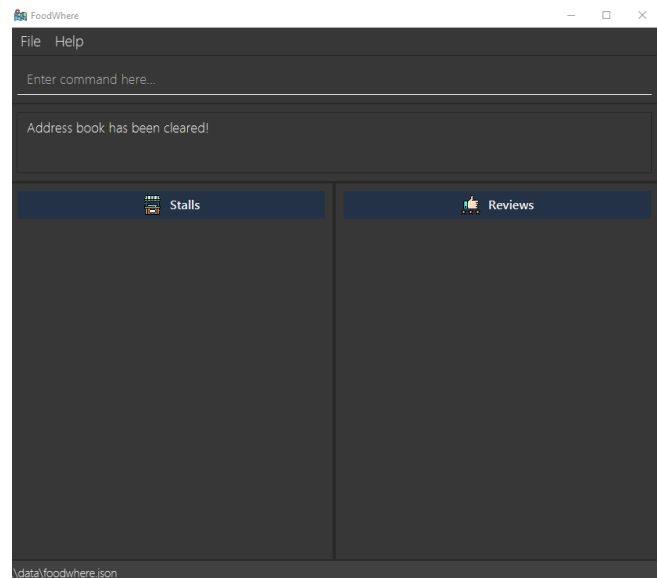 FoodWhere
File Help
Enter command here...
Address book has been cleared!
Stalls
Reviews
\data\foodwhere.json